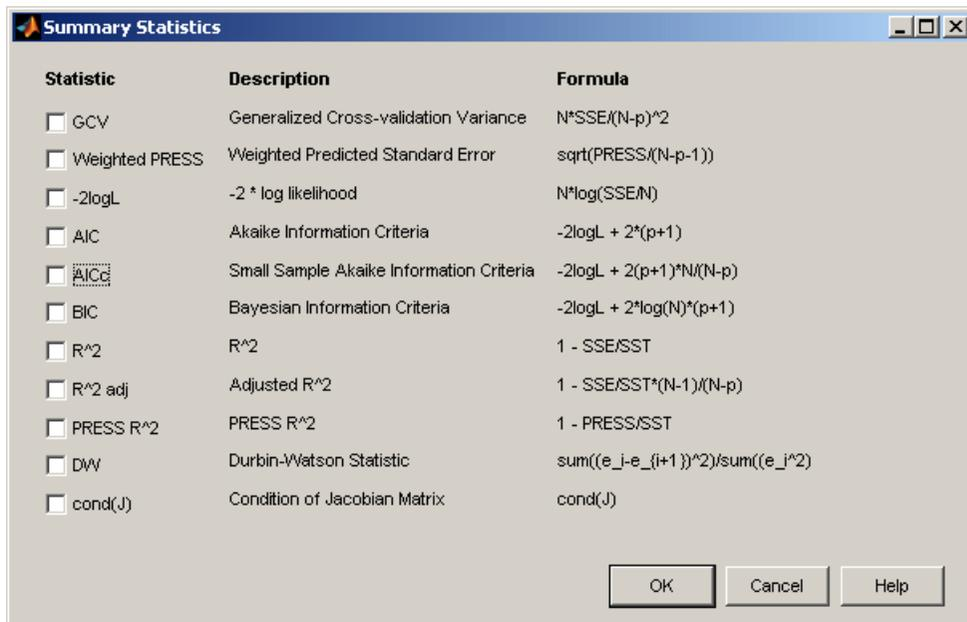 Summary Statistics
Statistic Description Formula
GCV Generalized Cross-validation Variance N*SSE/(N-p)^2
Weighted PRESS Weighted Predicted Standard Error sqrt(PRESS/(N-p-1))
-2logL -2 * log likelihood N*log(SSE/N)
AIC Akaike Information Criteria -2logL + 2*(p+1)
AICc Small Sample Akaike Information Criteria -2logL + 2(p+1)*N/(N-p)
BIC Bayesian Information Criteria -2logL + 2*log(N)*(p+1)
R^2 R^2 1 - SSE/SST
R^2 adj Adjusted R^2 1 - SSE/SST*(N-1)/(N-p)
PRESS R^2 PRESS R^2 1 - PRESS/SST
DW Durbin-Watson Statistic sum((e_i-e_{i+1})^2)/sum((e_i^2)
cond(J) Condition of Jacobian Matrix cond(J)
OK Cancel Help